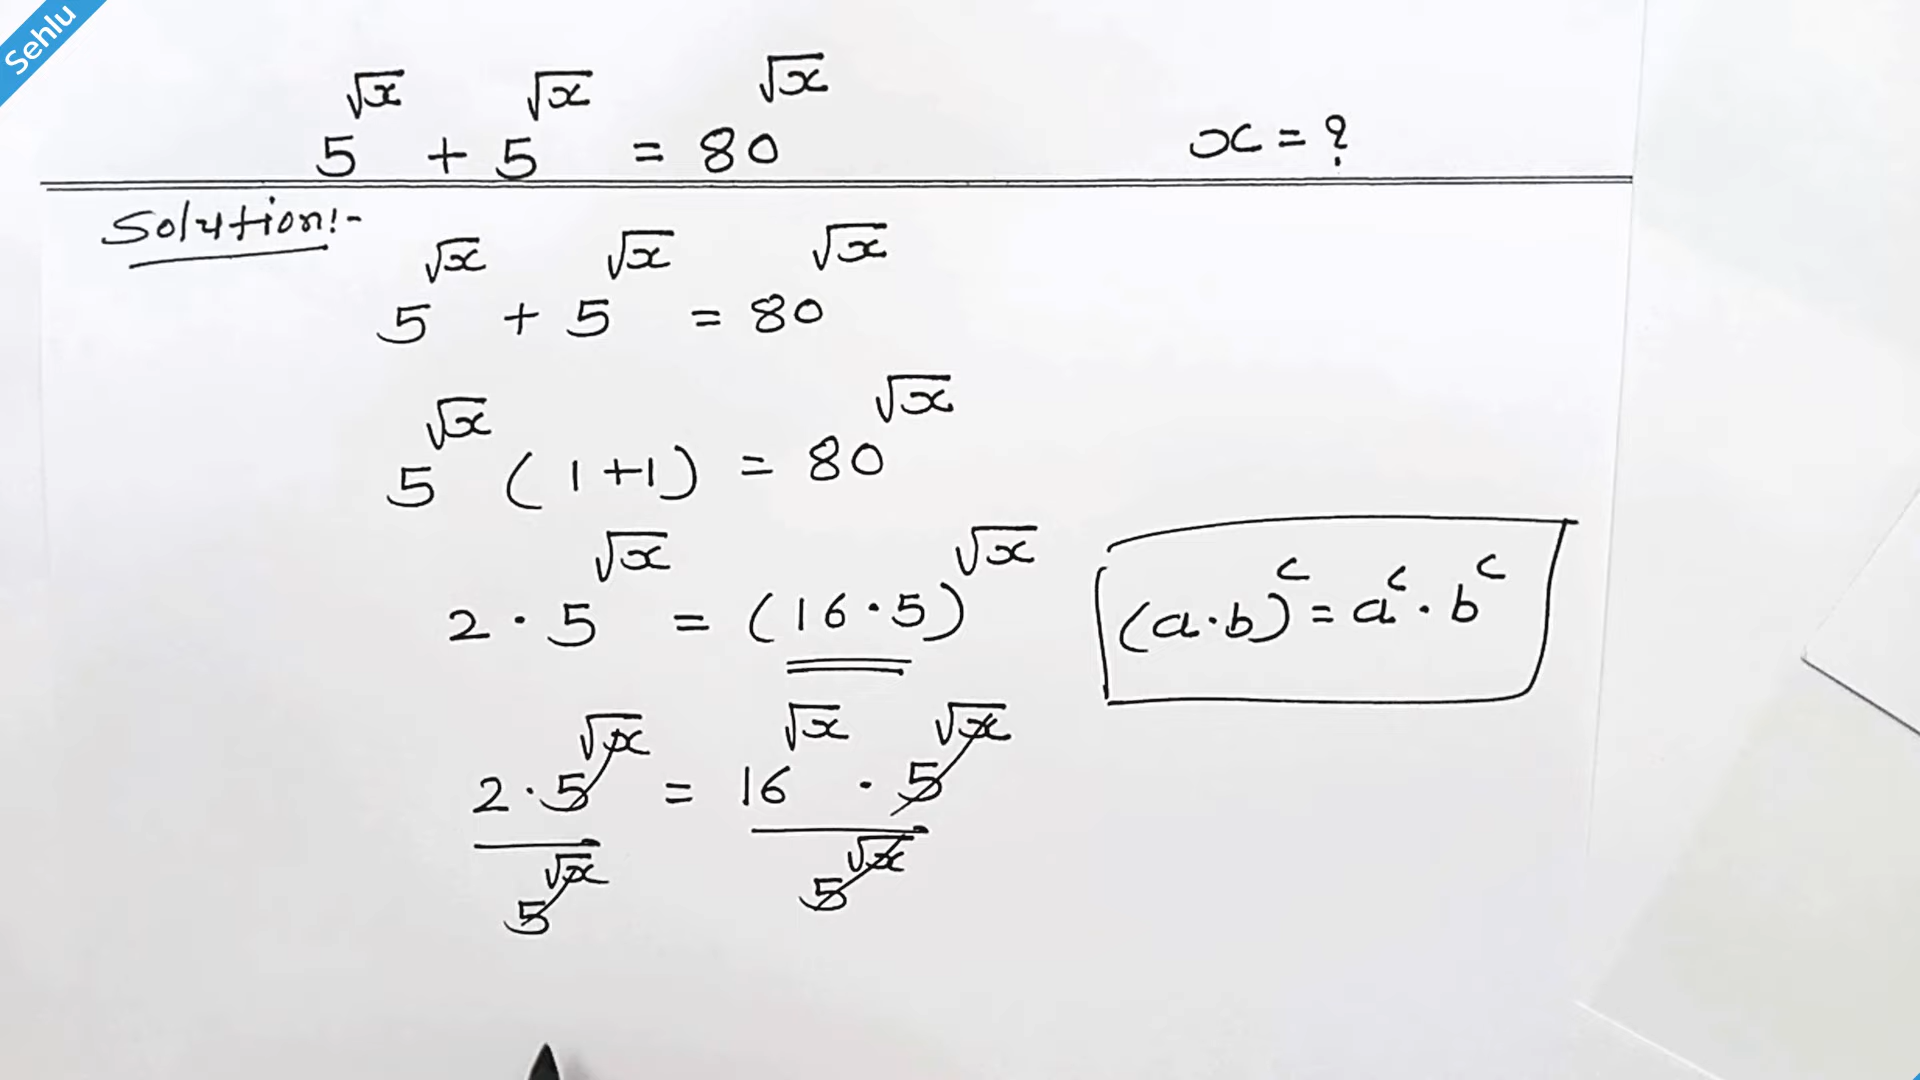 Sehlu
5^√x + 5^√x = 80^√x x = ?
Solution:-
5^√x + 5^√x = 80^√x
5^√x (1+1) = 80^√x
2 · 5^√x = (16 · 5)^√x (a·b)^c = a^c · b^c
2 · 5^√x / 5^√x = 16^√x · 5^√x / 5^√x